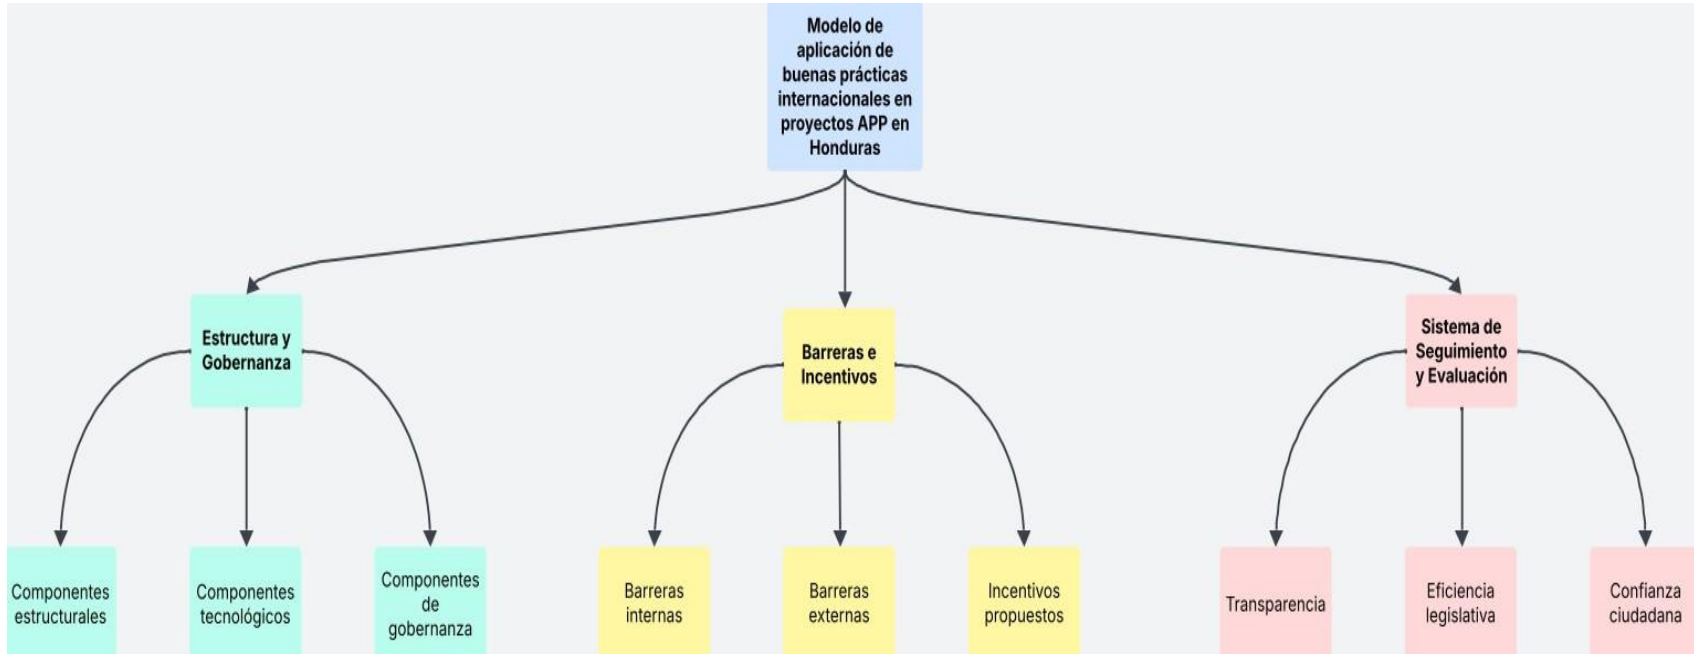 Modelo de
aplicación de
buenas prácticas
internacionales en
proyectos APP en
Honduras
Estructura y
Gobernanza
Barreras e
Incentivos
Sistema de
Seguimiento
y Evaluación
Componentes
estructurales
Componentes
tecnológicos
Componentes
de
gobernanza
Barreras
internas
Barreras
externas
Incentivos
propuestos
Transparencia
Eficiencia
legislativa
Confianza
ciudadana